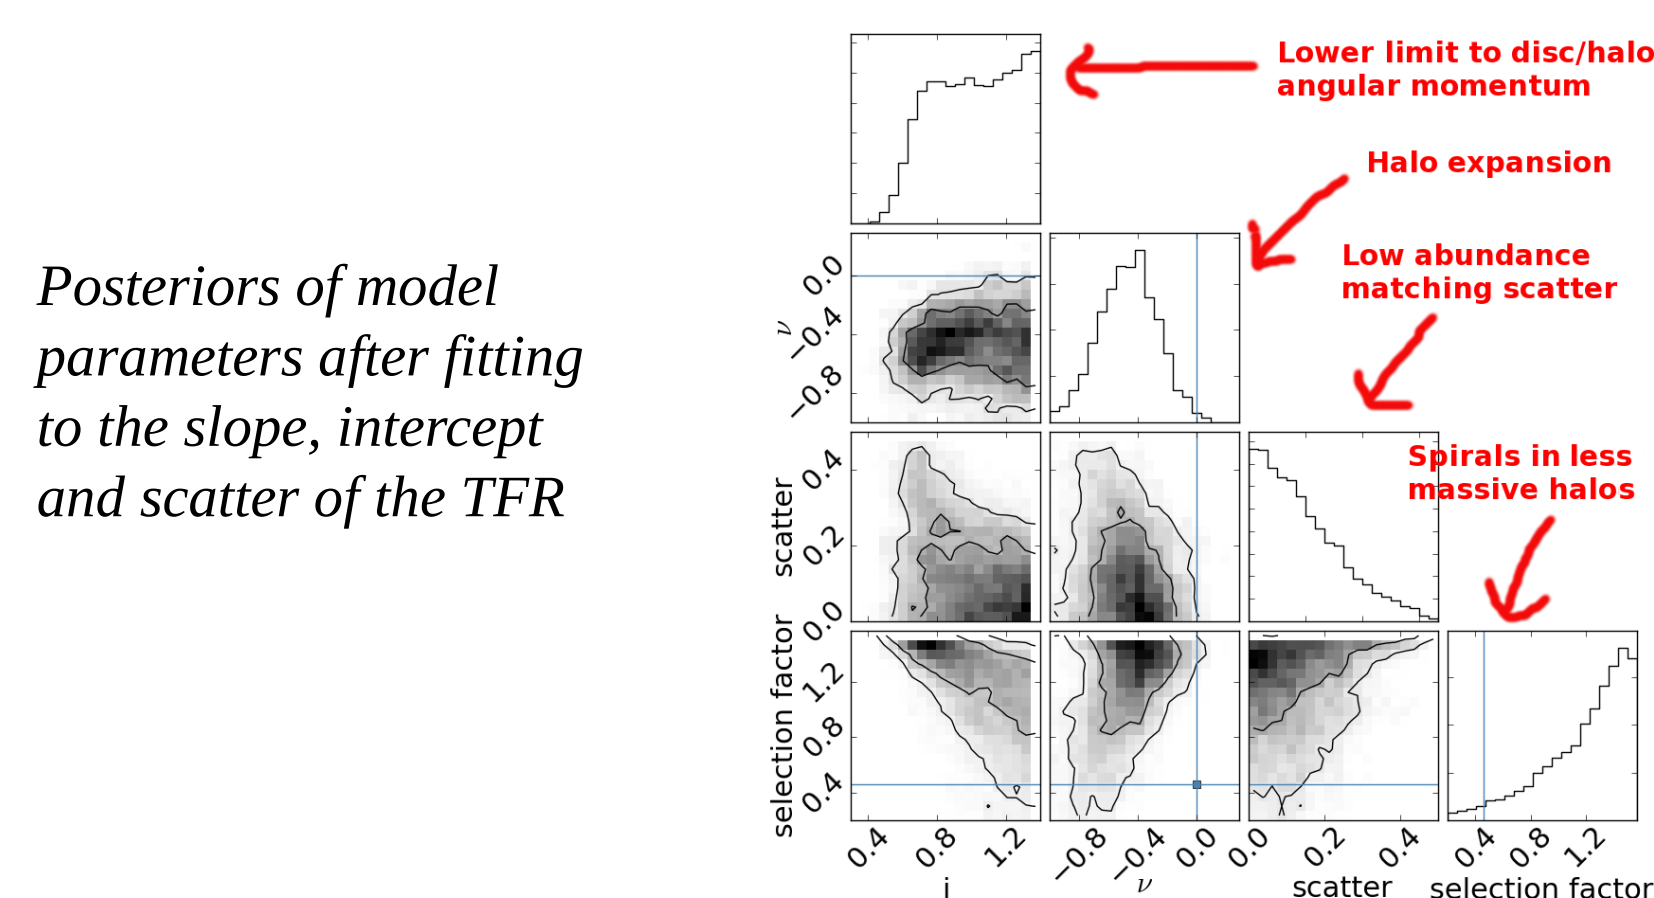 Posteriors of model
parameters after fitting
to the slope, intercept
and scatter of the TFR
Lower limit to disc/halo
angular momentum
Halo expansion
Low abundance
matching scatter
Spirals in less
massive halos
ν
0.0
−0.4
−0.8
scatter
0.4
0.2
0.0
selection factor
1.2
0.8
0.4
0.4 0.8 1.2
−0.8 −0.4 0.0
0.0 0.2 0.4
0.4 0.8 1.2
i
ν
scatter
selection factor